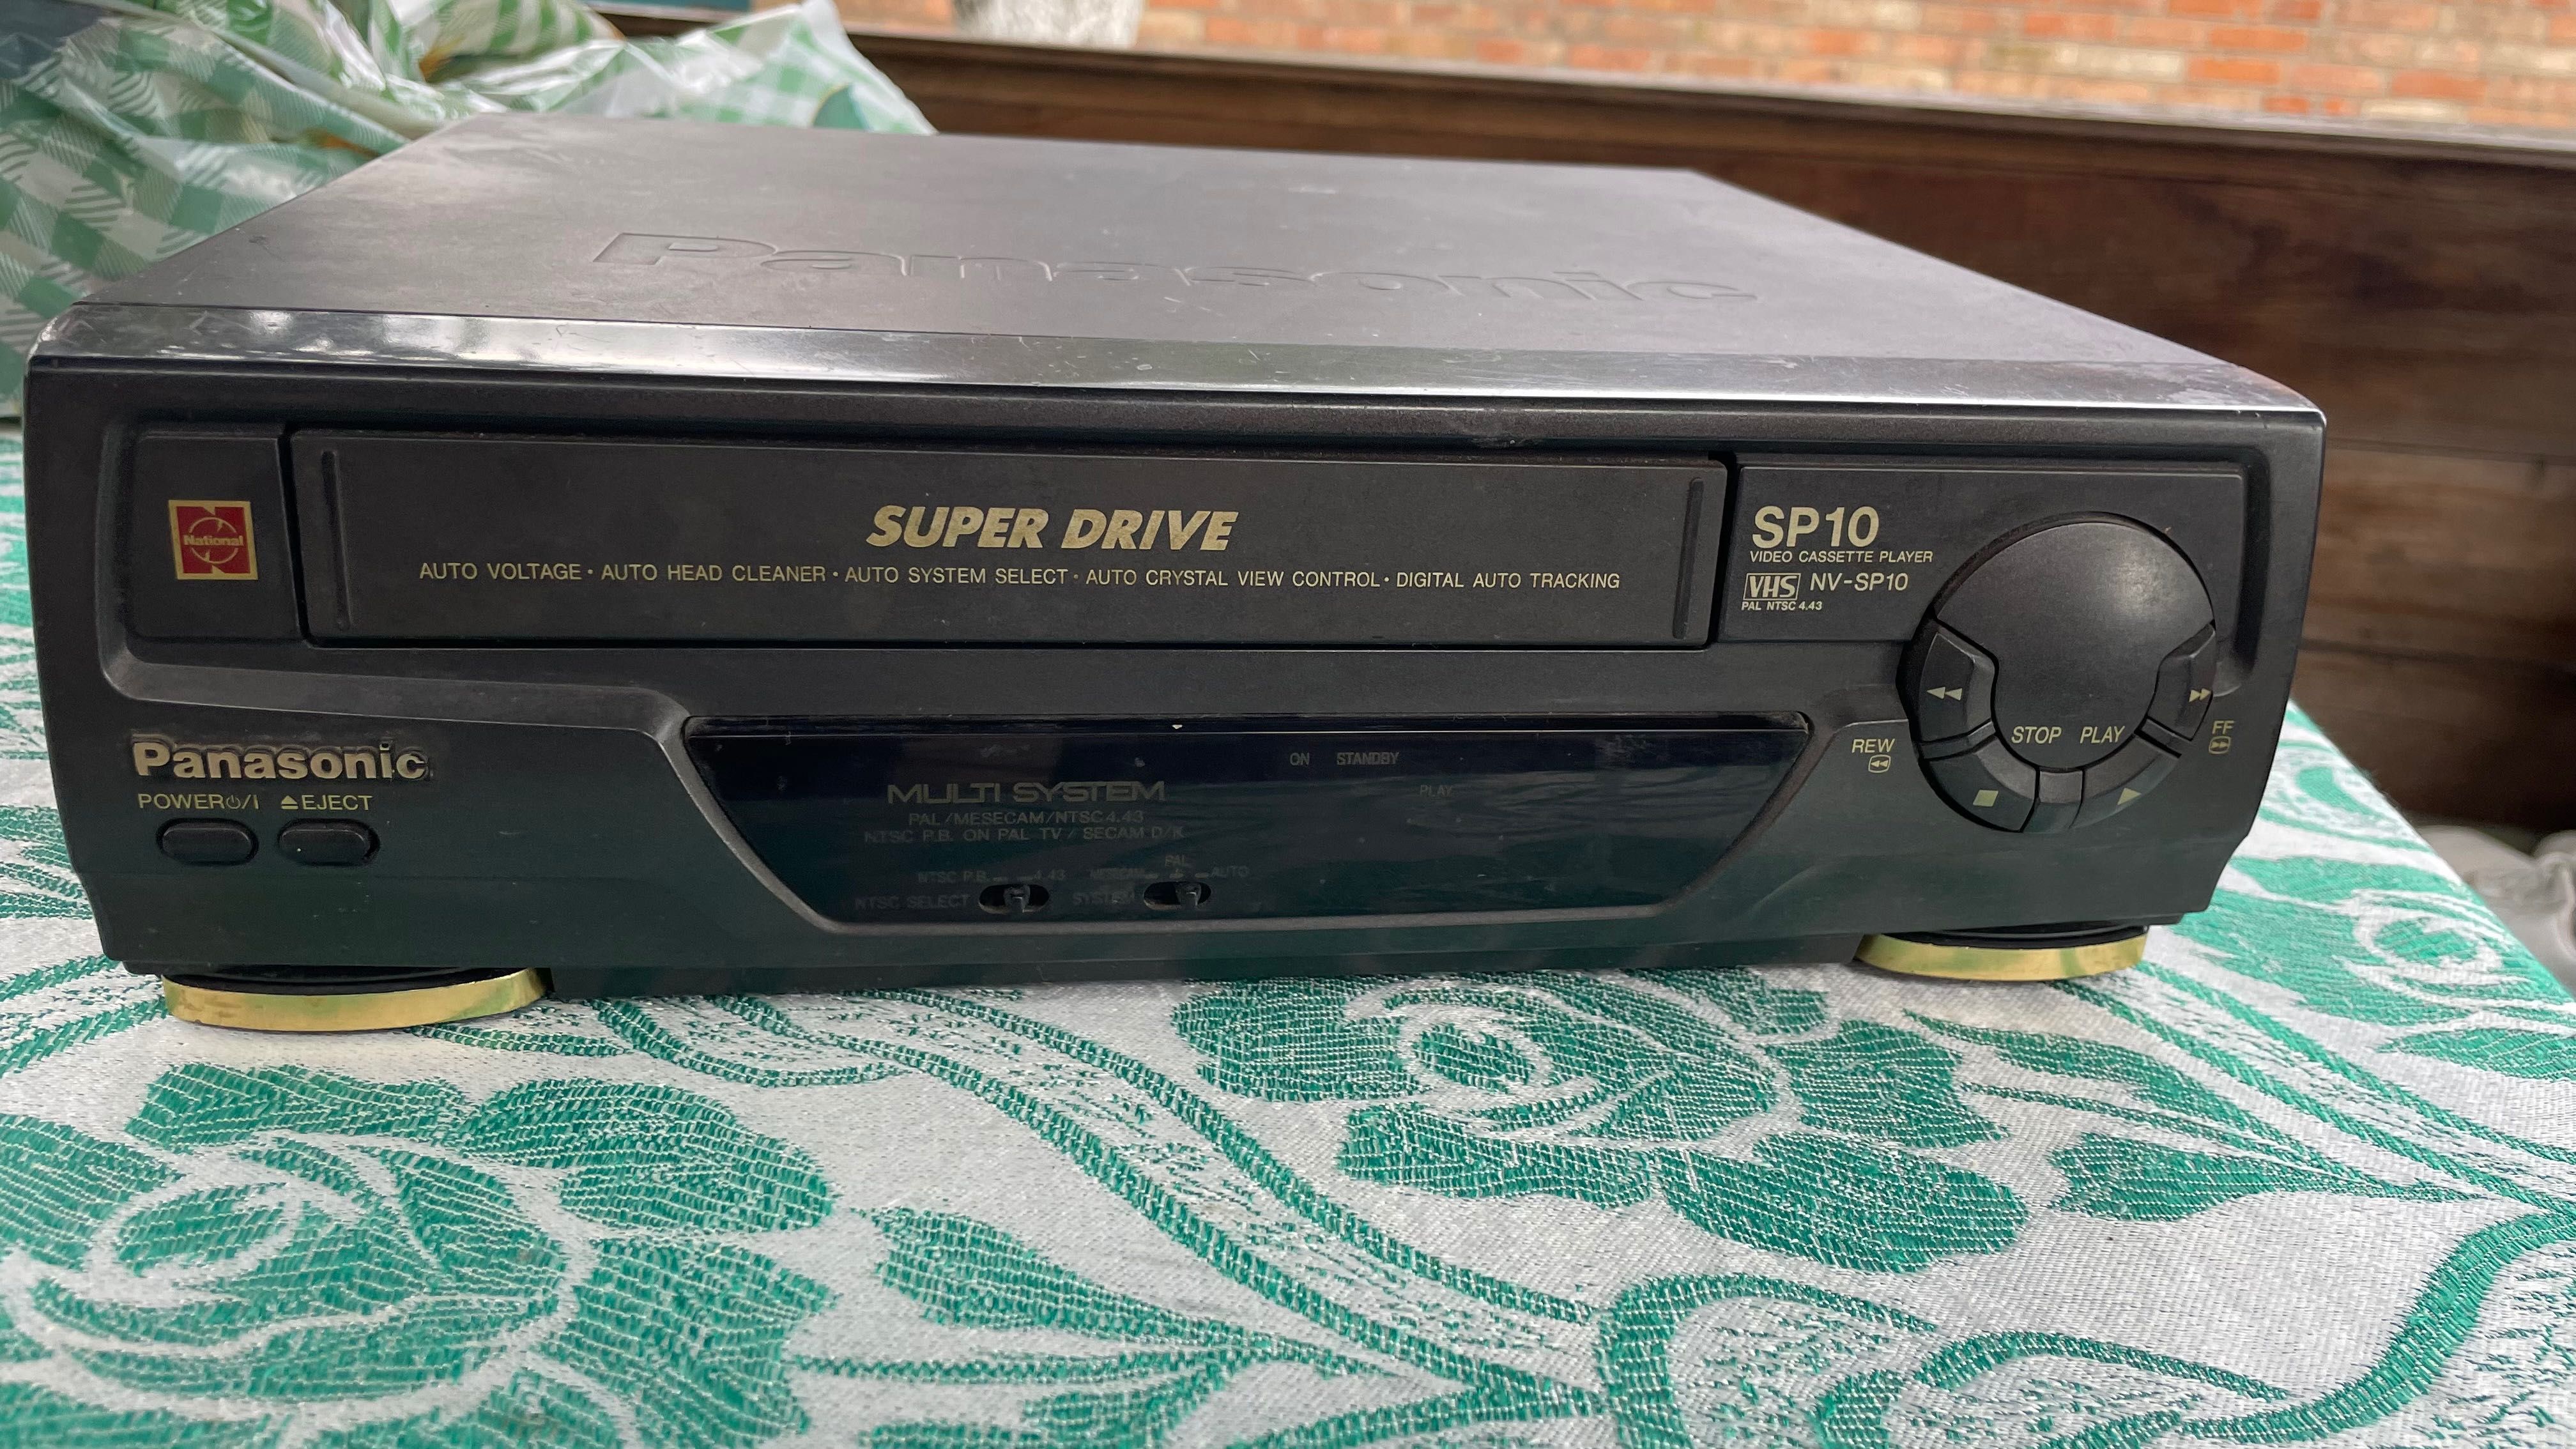 Panasonic
National
SUPER DRIVE
AUTO VOLTAGE • AUTO HEAD CLEANER • AUTO SYSTEM SELECT • AUTO CRYSTAL VIEW CONTROL • DIGITAL AUTO TRACKING
SP10
VIDEO CASSETTE PLAYER
VHS NV-SP10
PAL NTSC 4.43
Panasonic
POWER⏻/I ⏏EJECT
ON STANDBY
PLAY
MULTI SYSTEM
PAL/MESECAM/NTSC 4.43
NTSC P.B. ON PAL TV / SECAM D/K
PAL
NTSC P.B. 4.43 MESECAM AUTO
NTSC SELECT SYSTEM
STOP PLAY
REW
FF